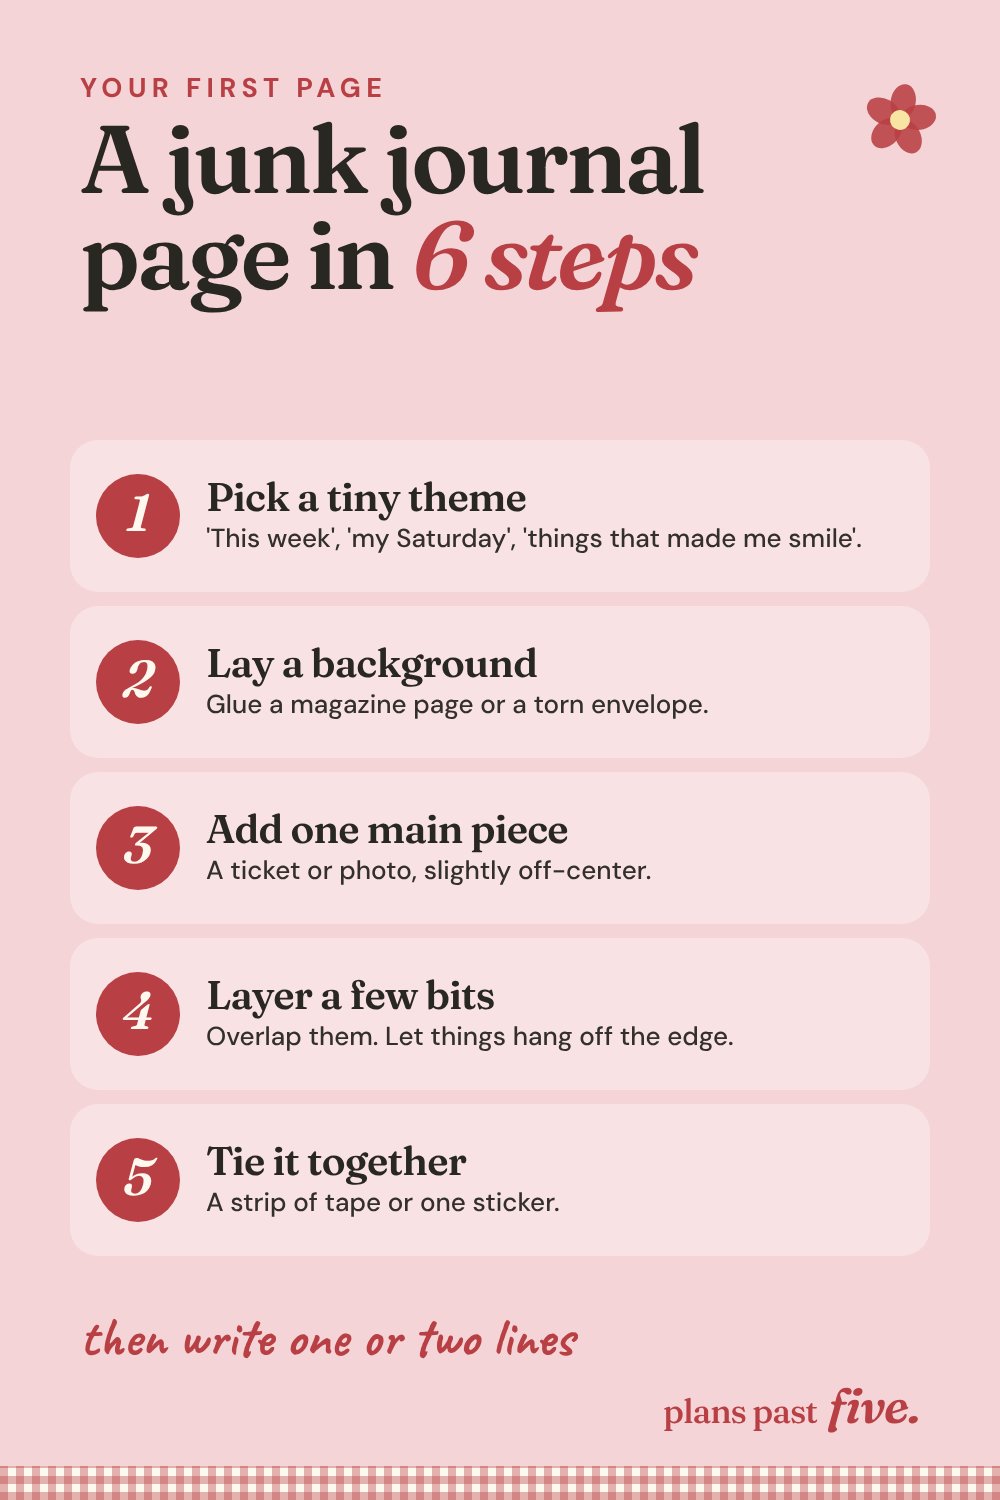 YOUR FIRST PAGE
A junk journal
page in 6 steps
1
Pick a tiny theme
'This week', 'my Saturday', 'things that made me smile'.
2
Lay a background
Glue a magazine page or a torn envelope.
3
Add one main piece
A ticket or photo, slightly off-center.
4
Layer a few bits
Overlap them. Let things hang off the edge.
5
Tie it together
A strip of tape or one sticker.
then write one or two lines
plans past five.